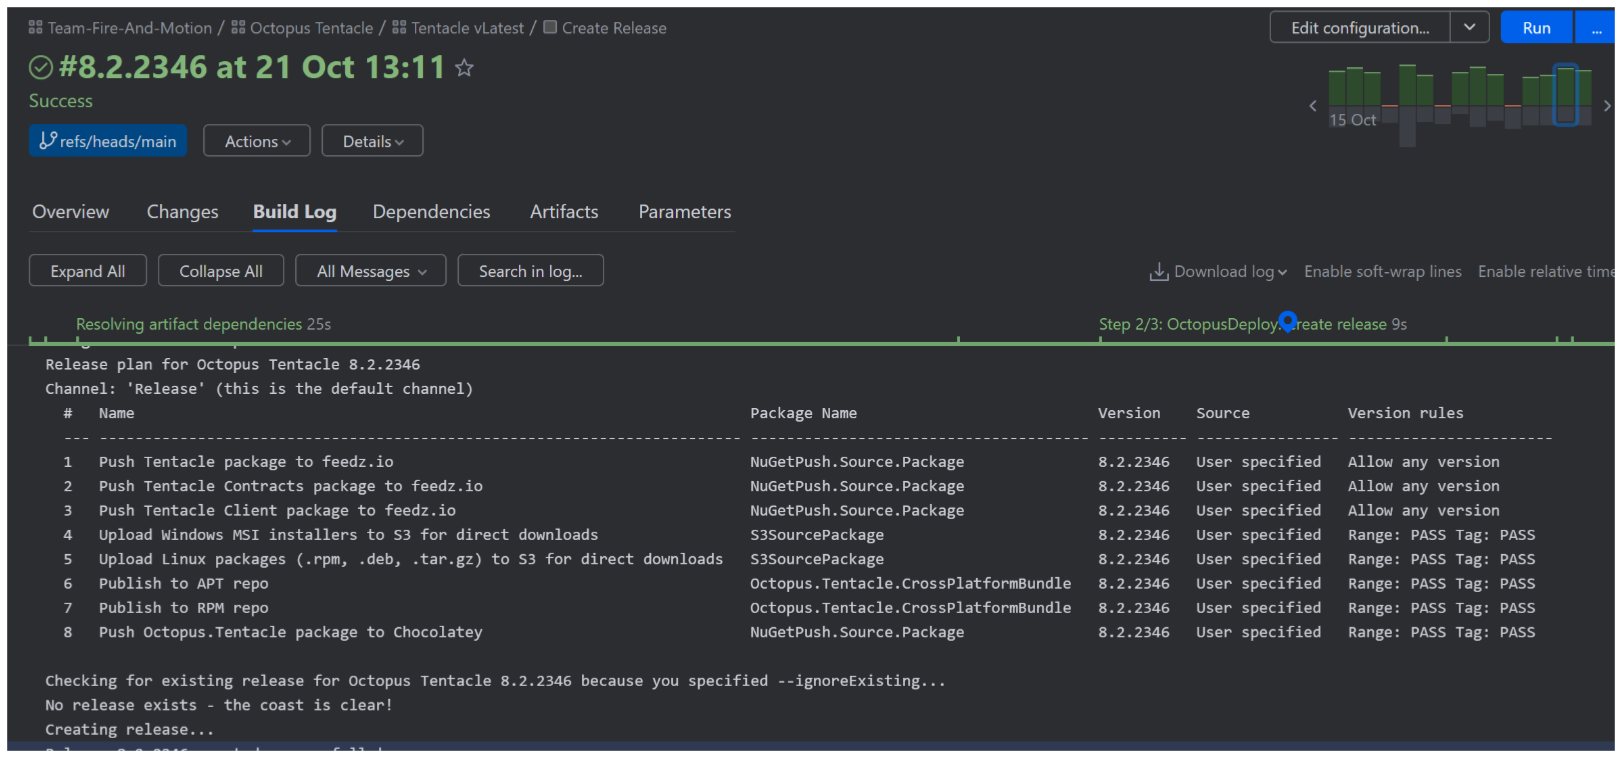 Team-Fire-And-Motion / Octopus Tentacle / Tentacle vLatest / Create Release
Edit configuration...
Run
...
#8.2.2346 at 21 Oct 13:11
Success
15 Oct
refs/heads/main
Actions
Details
Overview Changes Build Log Dependencies Artifacts Parameters
Expand All Collapse All All Messages Search in log...
Download log Enable soft-wrap lines Enable relative time
Resolving artifact dependencies 25s
Step 2/3: OctopusDeploy: Create release 9s
Release plan for Octopus Tentacle 8.2.2346
Channel: 'Release' (this is the default channel)
# Name Package Name Version Source Version rules
--- ------------------------------------------------------------------------ -------------------------------------- ---------- ---------------- -----------------------
1 Push Tentacle package to feedz.io NuGetPush.Source.Package 8.2.2346 User specified Allow any version
2 Push Tentacle Contracts package to feedz.io NuGetPush.Source.Package 8.2.2346 User specified Allow any version
3 Push Tentacle Client package to feedz.io NuGetPush.Source.Package 8.2.2346 User specified Allow any version
4 Upload Windows MSI installers to S3 for direct downloads S3SourcePackage 8.2.2346 User specified Range: PASS Tag: PASS
5 Upload Linux packages (.rpm, .deb, .tar.gz) to S3 for direct downloads S3SourcePackage 8.2.2346 User specified Range: PASS Tag: PASS
6 Publish to APT repo Octopus.Tentacle.CrossPlatformBundle 8.2.2346 User specified Range: PASS Tag: PASS
7 Publish to RPM repo Octopus.Tentacle.CrossPlatformBundle 8.2.2346 User specified Range: PASS Tag: PASS
8 Push Octopus.Tentacle package to Chocolatey NuGetPush.Source.Package 8.2.2346 User specified Range: PASS Tag: PASS
Checking for existing release for Octopus Tentacle 8.2.2346 because you specified --ignoreExisting...
No release exists - the coast is clear!
Creating release...